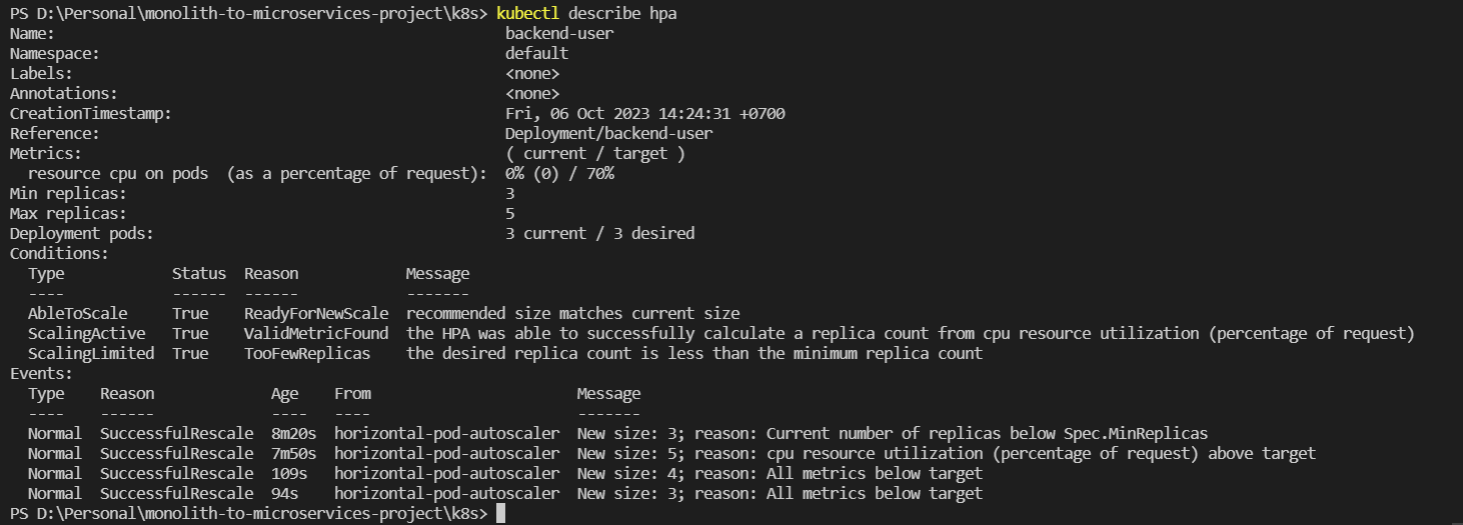 PS D:\Personal\monolith-to-microservices-project\k8s> kubectl describe hpa
Name:                                                  backend-user
Namespace:                                             default
Labels:                                                <none>
Annotations:                                           <none>
CreationTimestamp:                                     Fri, 06 Oct 2023 14:24:31 +0700
Reference:                                             Deployment/backend-user
Metrics:                                               ( current / target )
  resource cpu on pods  (as a percentage of request):  0% (0) / 70%
Min replicas:                                          3
Max replicas:                                          5
Deployment pods:                                       3 current / 3 desired
Conditions:
  Type            Status  Reason            Message
  ----            ------  ------            -------
  AbleToScale     True    ReadyForNewScale  recommended size matches current size
  ScalingActive   True    ValidMetricFound  the HPA was able to successfully calculate a replica count from cpu resource utilization (percentage of request)
  ScalingLimited  True    TooFewReplicas    the desired replica count is less than the minimum replica count
Events:
  Type    Reason             Age    From                       Message
  ----    ------             ----   ----                       -------
  Normal  SuccessfulRescale  8m20s  horizontal-pod-autoscaler  New size: 3; reason: Current number of replicas below Spec.MinReplicas
  Normal  SuccessfulRescale  7m50s  horizontal-pod-autoscaler  New size: 5; reason: cpu resource utilization (percentage of request) above target
  Normal  SuccessfulRescale  109s   horizontal-pod-autoscaler  New size: 4; reason: All metrics below target
  Normal  SuccessfulRescale  94s    horizontal-pod-autoscaler  New size: 3; reason: All metrics below target
PS D:\Personal\monolith-to-microservices-project\k8s>